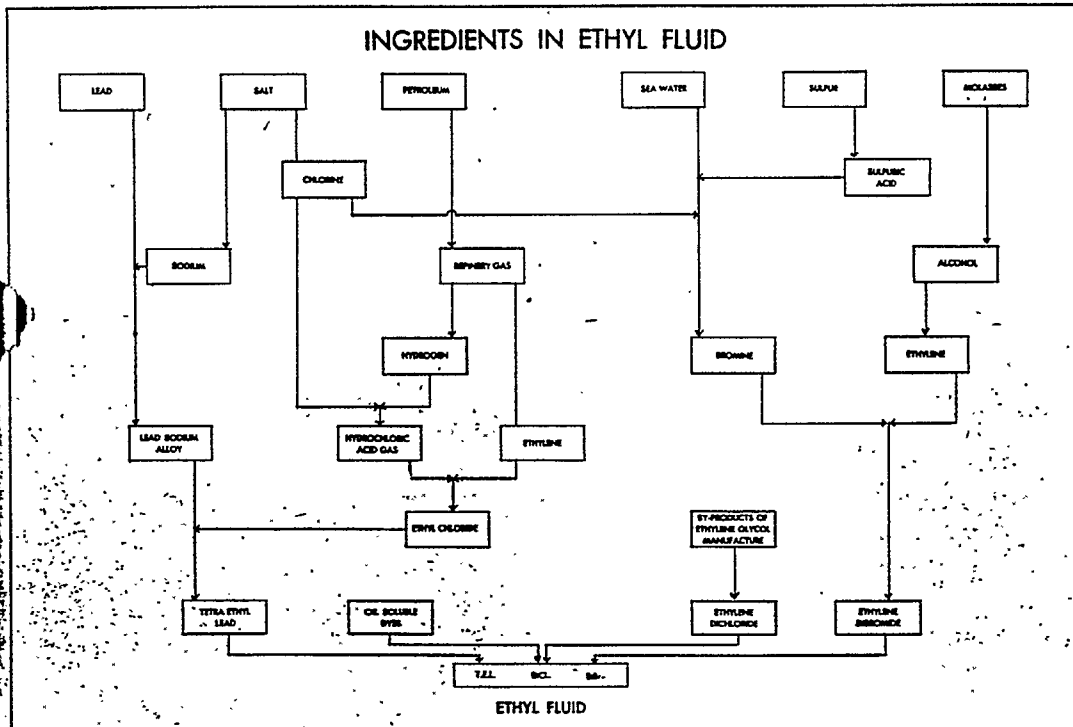 INGREDIENTS IN ETHYL FLUID
LEAD
SALT
PETROLEUM
SEA WATER
SULPUR
MOLASSES
CHLORINE
SULPURIC
ACID
SODIUM
REFINERY GAS
ALCOHOL
HYDROGEN
BROMINE
ETHYLENE
LEAD SODIUM
ALLOY
HYDROCHLORIC
ACID GAS
ETHYLENE
ETHYL CHLORIDE
BY-PRODUCTS OF
ETHYLENE GLYCOL
MANUFACTURE
TETRA ETHYL
LEAD
OIL SOLUBLE
DYES
ETHYLENE
DICHLORIDE
ETHYLENE
DIBROMIDE
T.E.L.
ETHYL FLUID